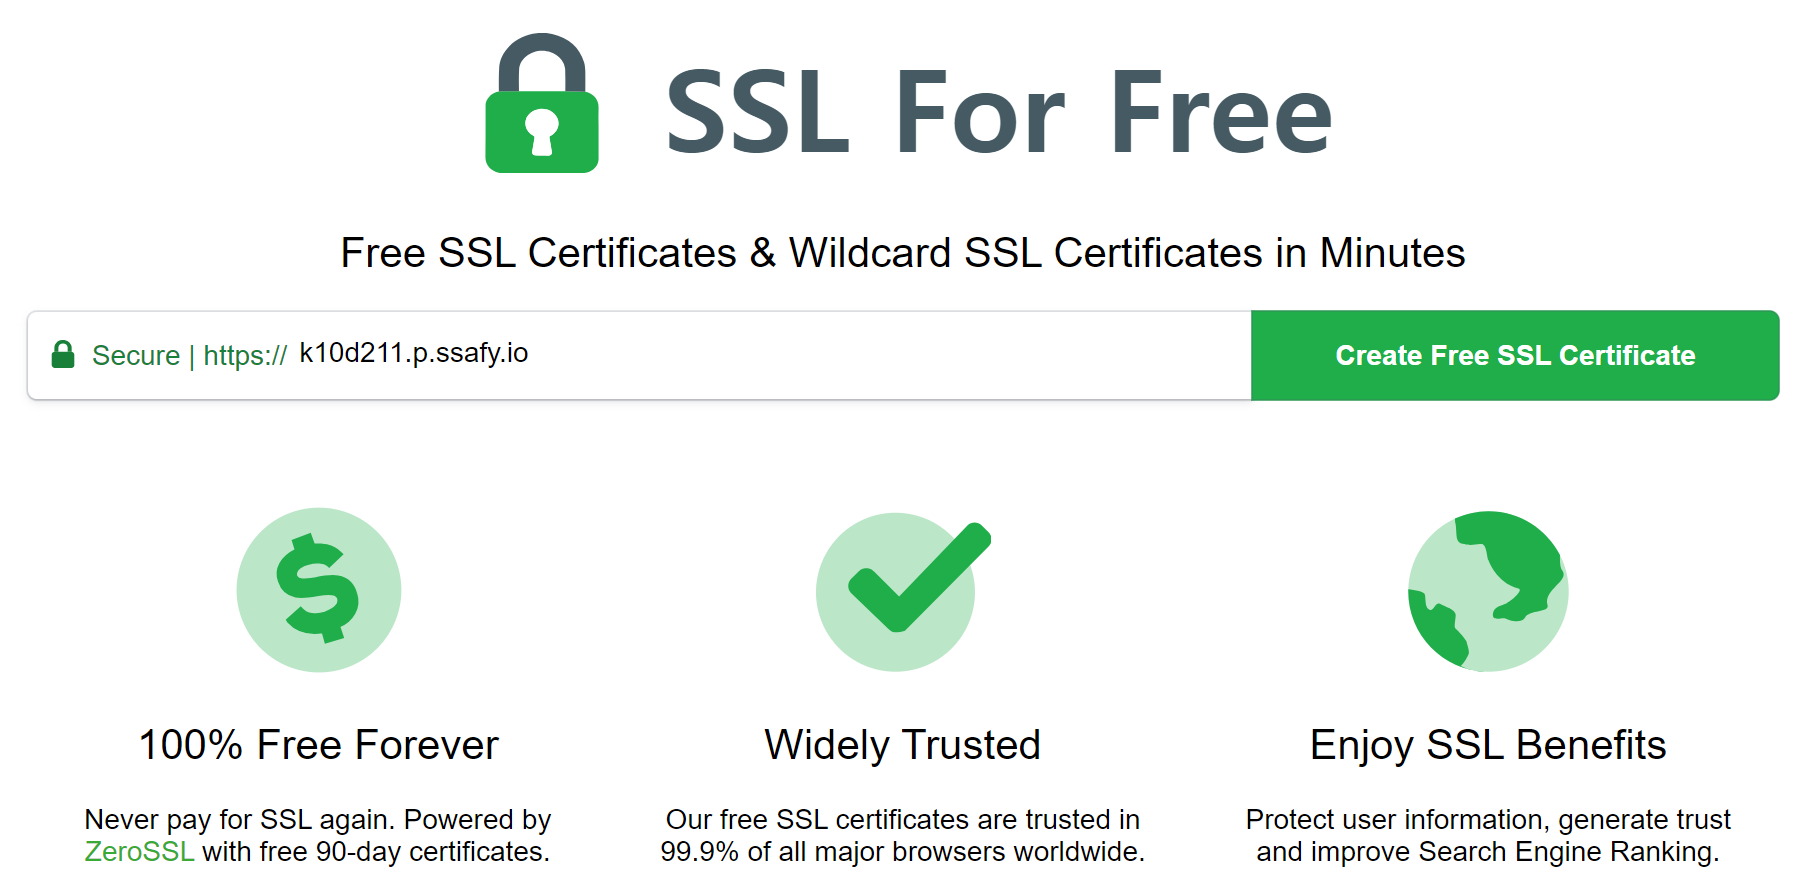 SSL For Free
Free SSL Certificates & Wildcard SSL Certificates in Minutes
Secure | https:// k10d211.p.ssafy.io
Create Free SSL Certificate
100% Free Forever
Never pay for SSL again. Powered by
ZeroSSL with free 90-day certificates.
Widely Trusted
Our free SSL certificates are trusted in
99.9% of all major browsers worldwide.
Enjoy SSL Benefits
Protect user information, generate trust
and improve Search Engine Ranking.